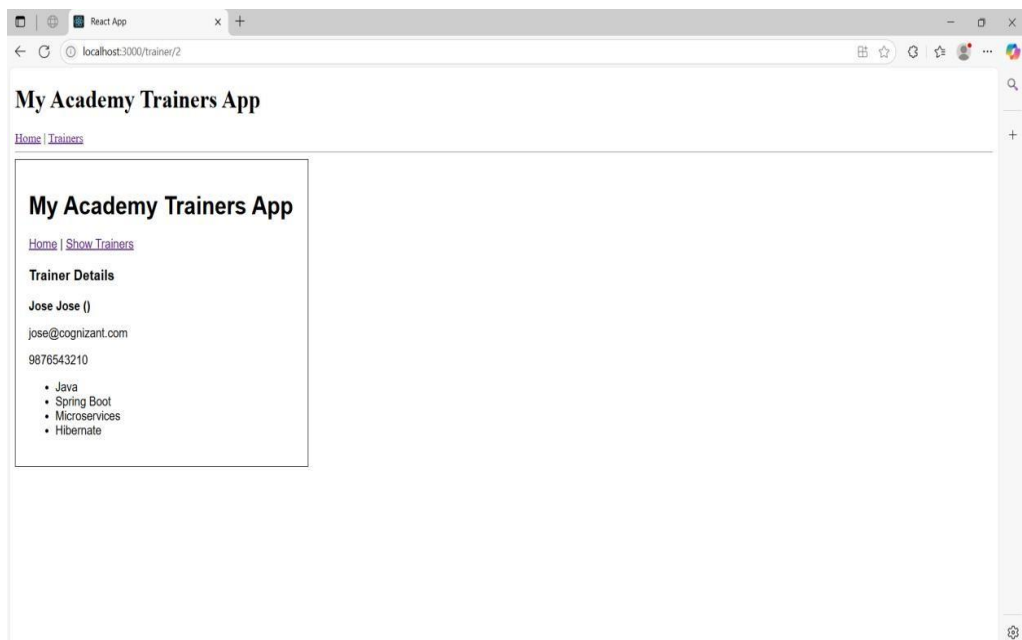 React App
localhost:3000/trainer/2
My Academy Trainers App
Home | Trainers
My Academy Trainers App
Home | Show Trainers
Trainer Details
Jose Jose ()
jose@cognizant.com
9876543210
• Java
• Spring Boot
• Microservices
• Hibernate